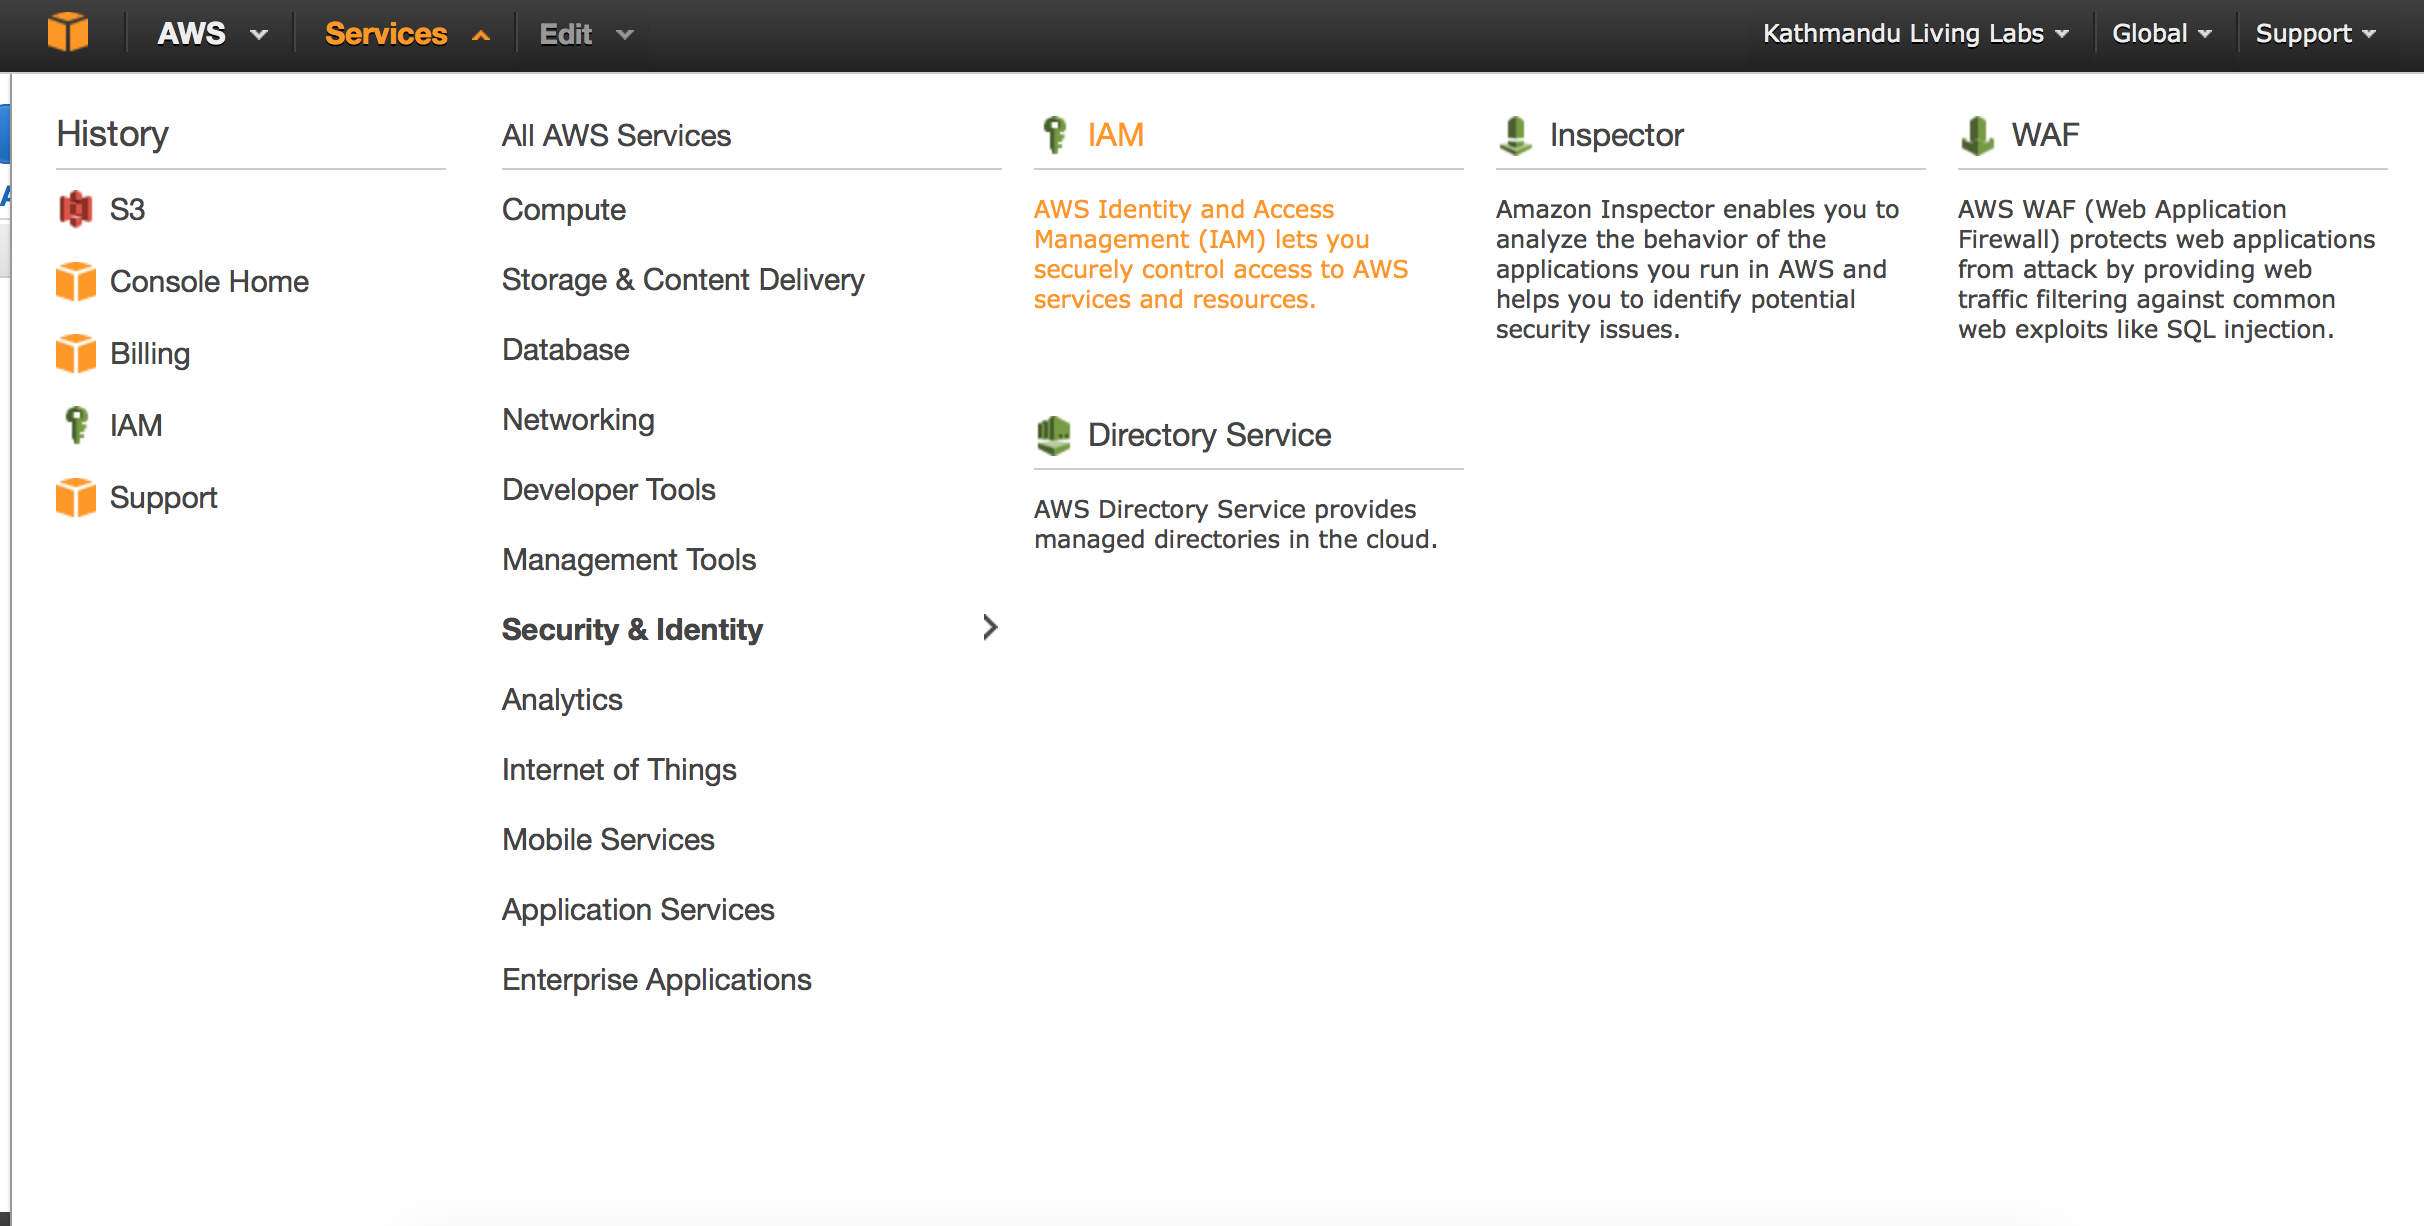 AWS
Services
Edit
Kathmandu Living Labs
Global
Support
History
S3
Console Home
Billing
IAM
Support
All AWS Services
Compute
Storage & Content Delivery
Database
Networking
Developer Tools
Management Tools
Security & Identity
Analytics
Internet of Things
Mobile Services
Application Services
Enterprise Applications
IAM
AWS Identity and Access
Management (IAM) lets you
securely control access to AWS
services and resources.
Directory Service
AWS Directory Service provides
managed directories in the cloud.
Inspector
Amazon Inspector enables you to
analyze the behavior of the
applications you run in AWS and
helps you to identify potential
security issues.
WAF
AWS WAF (Web Application
Firewall) protects web applications
from attack by providing web
traffic filtering against common
web exploits like SQL injection.